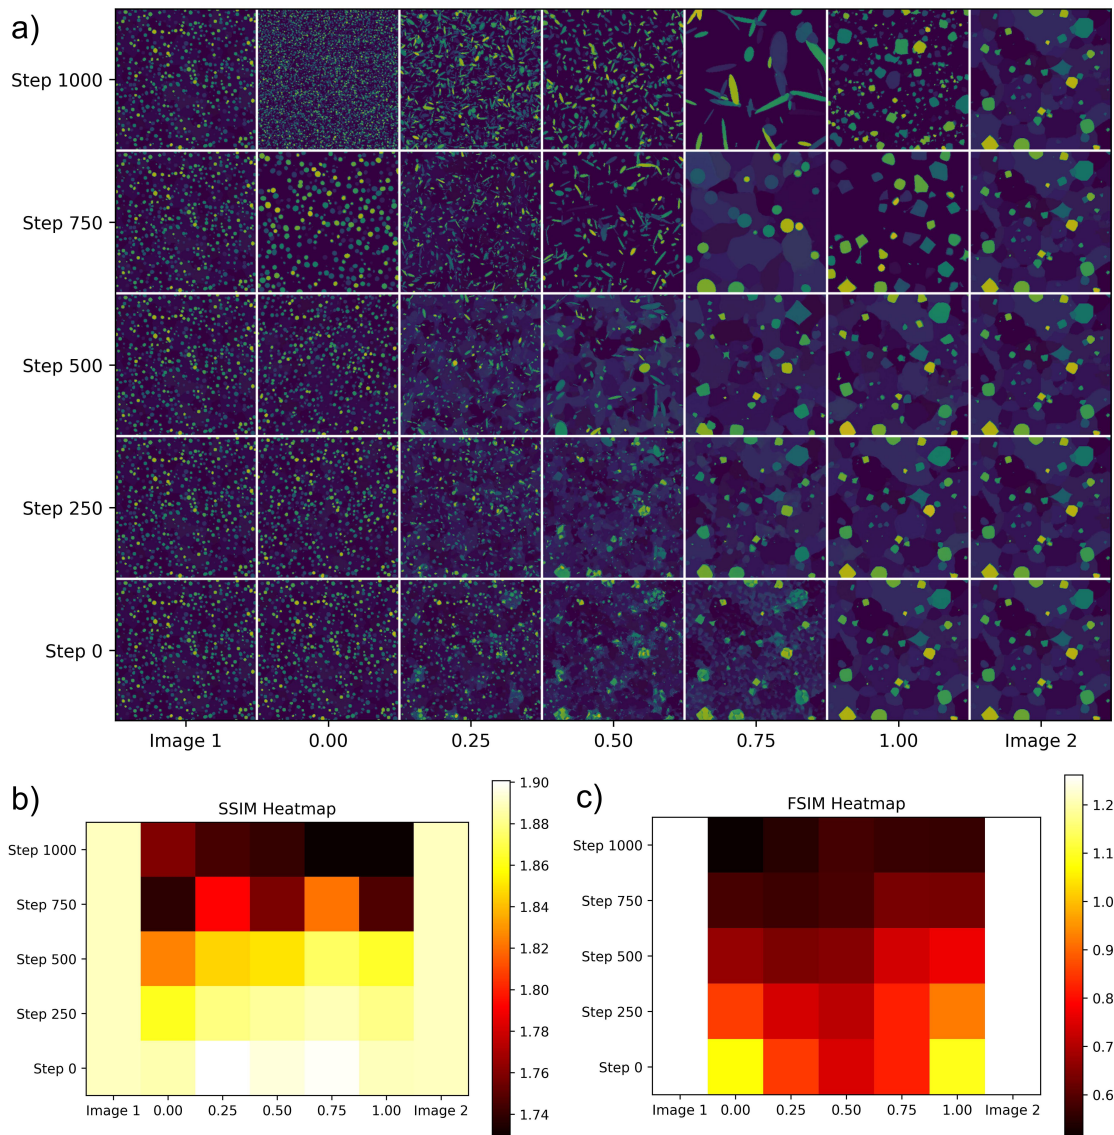 a)
Step 1000
Step 750
Step 500
Step 250
Step 0
Image 1 0.00 0.25 0.50 0.75 1.00 Image 2
b)
SSIM Heatmap
Step 1000
Step 750
Step 500
Step 250
Step 0
Image 1 0.00 0.25 0.50 0.75 1.00 Image 2
1.90
1.88
1.86
1.84
1.82
1.80
1.78
1.76
1.74
c)
FSIM Heatmap
Step 1000
Step 750
Step 500
Step 250
Step 0
Image 1 0.00 0.25 0.50 0.75 1.00 Image 2
1.2
1.1
1.0
0.9
0.8
0.7
0.6